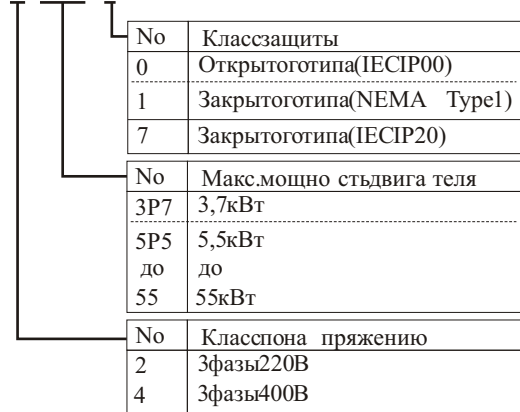 No Классзащиты
0 Открытоготипа(IECIP00)
1 Закрытоготипа(NEMA Type1)
7 Закрытоготипа(IECIP20)
No Макс.мощно стьдвига теля
3P7 3,7кВт
5P5 5,5кВт
до до
55 55кВт
No Класспона пряжению
2 3фазы220В
4 3фазы400В